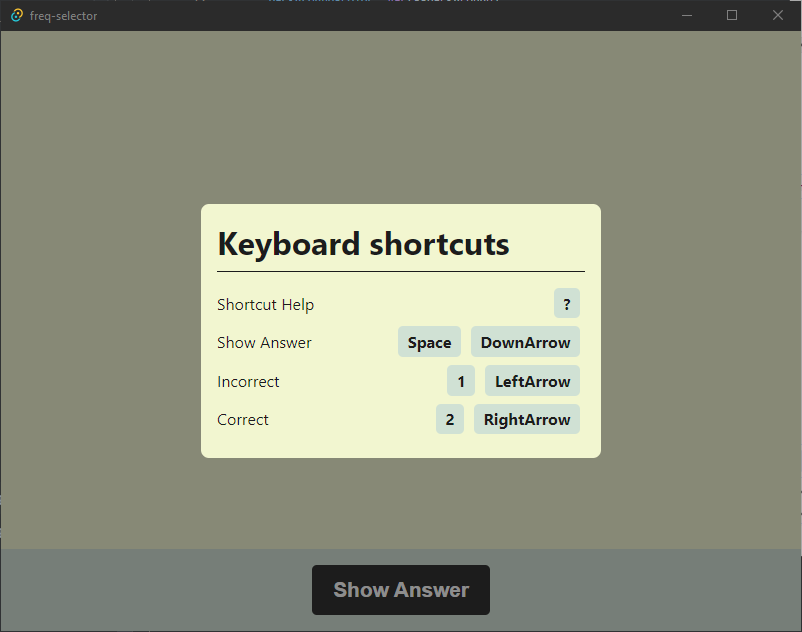 freq-selector
Keyboard shortcuts
Shortcut Help ?
Show Answer Space DownArrow
Incorrect 1 LeftArrow
Correct 2 RightArrow
Show Answer